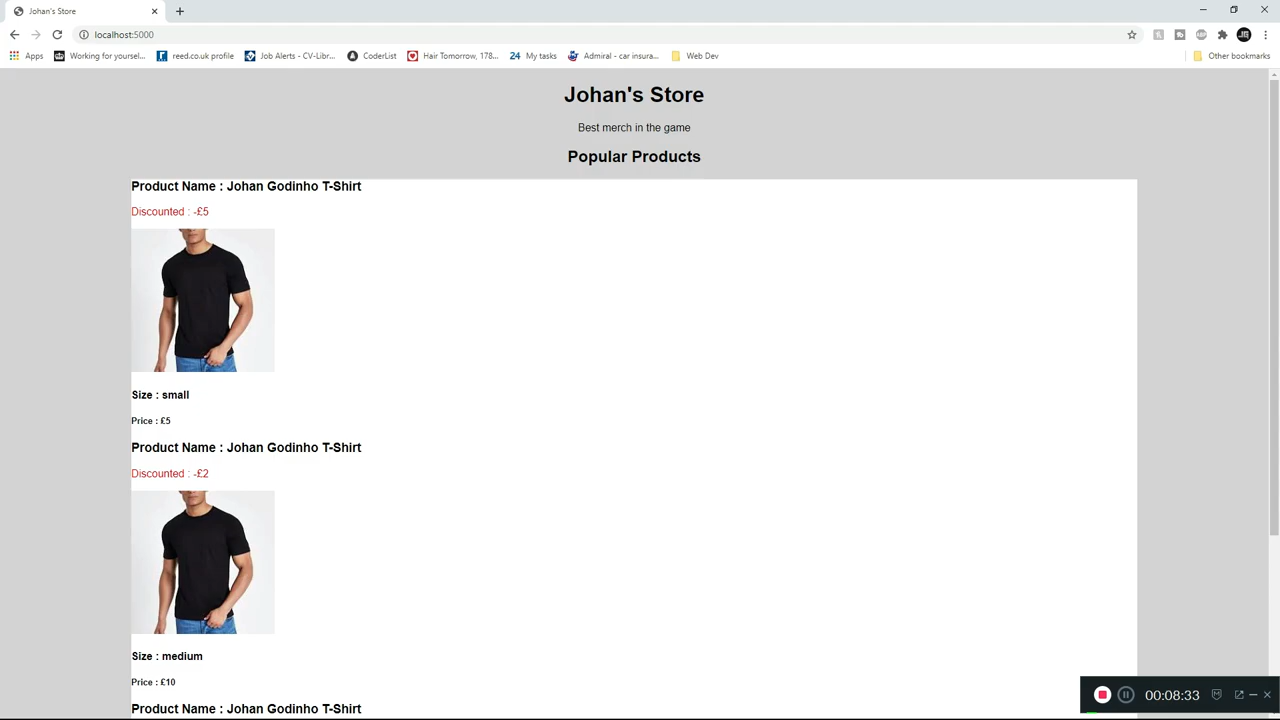 Johan's Store
localhost:5000
Apps
Working for yoursel...
reed.co.uk profile
Job Alerts - CV-Libr...
CoderList
Hair Tomorrow, 178...
24 My tasks
Admiral - car insura...
Web Dev
Other bookmarks
Johan's Store
Best merch in the game
Popular Products
Product Name : Johan Godinho T-Shirt
Discounted : -£5
Size : small
Price : £5
Product Name : Johan Godinho T-Shirt
Discounted : -£2
Size : medium
Price : £10
Product Name : Johan Godinho T-Shirt
00:08:33